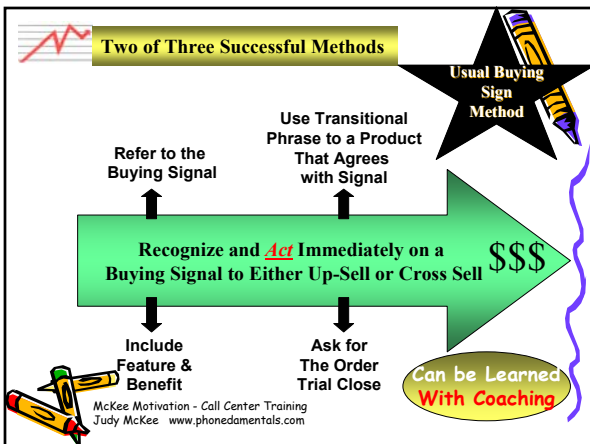 Two of Three Successful Methods
Usual Buying
Sign
Method
Refer to the
Buying Signal
Use Transitional
Phrase to a Product
That Agrees
with Signal
Recognize and Act Immediately on a
Buying Signal to Either Up-Sell or Cross Sell
$$$
Include
Feature &
Benefit
Ask for
The Order
Trial Close
Can be Learned
With Coaching
McKee Motivation - Call Center Training
Judy McKee www.phonedamentals.com